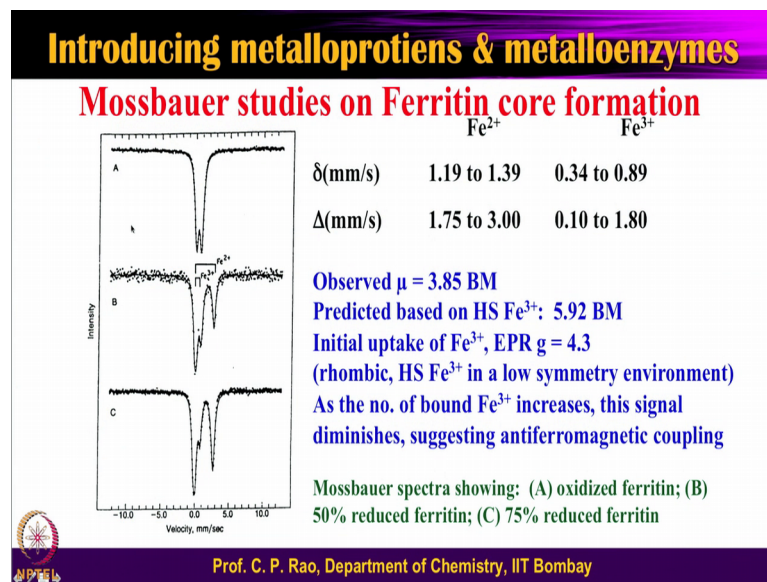 Introducing metalloprotiens & metalloenzymes
Mossbauer studies on Ferritin core formation
Fe2+ Fe3+
δ(mm/s) 1.19 to 1.39 0.34 to 0.89
Δ(mm/s) 1.75 to 3.00 0.10 to 1.80
A
Fe2+
Fe3+
B
C
Intensity
-10.0 -5.0 0.0 5.0 10.0
Velocity, mm/sec
Observed μ = 3.85 BM
Predicted based on HS Fe3+: 5.92 BM
Initial uptake of Fe3+, EPR g = 4.3
(rhombic, HS Fe3+ in a low symmetry environment)
As the no. of bound Fe3+ increases, this signal
diminishes, suggesting antiferromagnetic coupling
Mossbauer spectra showing: (A) oxidized ferritin; (B)
50% reduced ferritin; (C) 75% reduced ferritin
NPTEL
Prof. C. P. Rao, Department of Chemistry, IIT Bombay